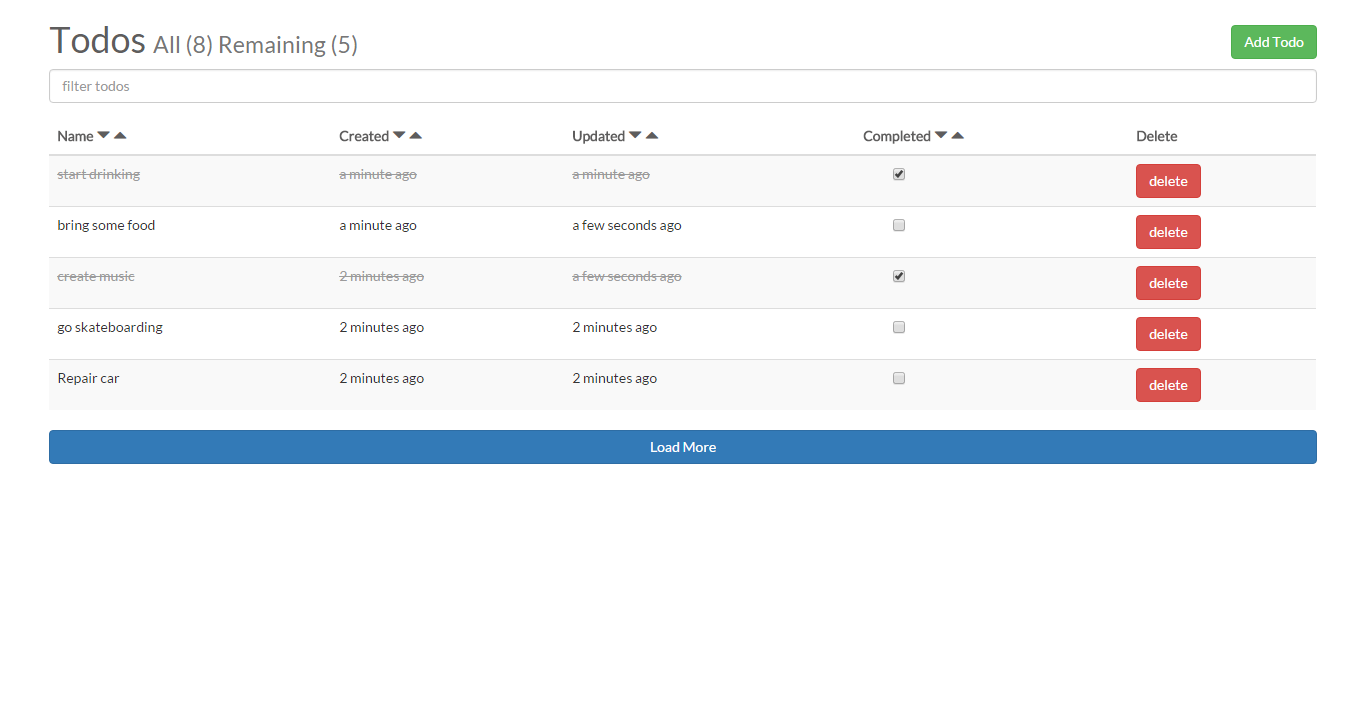 Todos All (8) Remaining (5) Add Todo
filter todos
Name Created Updated Completed Delete
start drinking a minute ago a minute ago delete
bring some food a minute ago a few seconds ago delete
create music 2 minutes ago a few seconds ago delete
go skateboarding 2 minutes ago 2 minutes ago delete
Repair car 2 minutes ago 2 minutes ago delete
Load More